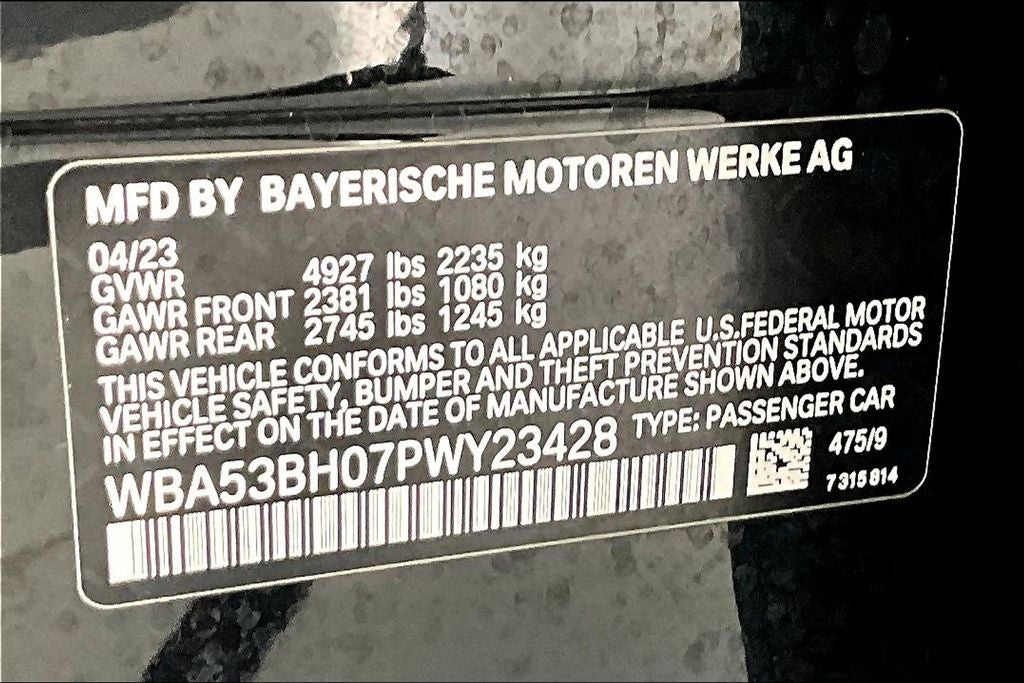 MFD BY BAYERISCHE MOTOREN WERKE AG
04/23
GVWR 4927 lbs 2235 kg
GAWR FRONT 2381 lbs 1080 kg
GAWR REAR 2745 lbs 1245 kg
THIS VEHICLE CONFORMS TO ALL APPLICABLE U.S.FEDERAL MOTOR
VEHICLE SAFETY, BUMPER AND THEFT PREVENTION STANDARDS
IN EFFECT ON THE DATE OF MANUFACTURE SHOWN ABOVE.
WBA53BH07PWY23428 TYPE: PASSENGER CAR
475/9
7315814